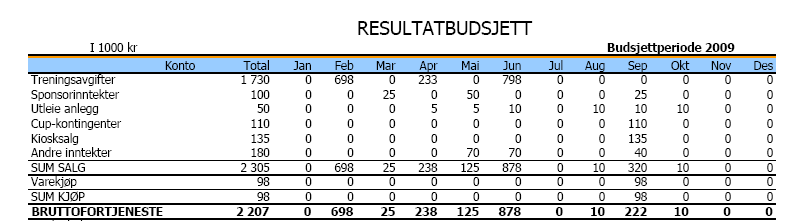 RESULTATBUDSJETT
I 1000 kr Budsjettperiode 2009
Konto Total Jan Feb Mar Apr Mai Jun Jul Aug Sep Okt Nov Des
Treningsavgifter 1 730 0 698 0 233 0 798 0 0 0 0 0 0
Sponsorinntekter 100 0 0 25 0 50 0 0 0 25 0 0 0
Utleie anlegg 50 0 0 0 5 5 10 0 10 10 10 0 0
Cup-kontingenter 110 0 0 0 0 0 0 0 0 110 0 0 0
Kiosksalg 135 0 0 0 0 0 0 0 0 135 0 0 0
Andre inntekter 180 0 0 0 0 70 70 0 0 40 0 0 0
SUM SALG 2 305 0 698 25 238 125 878 0 10 320 10 0 0
Varekjøp 98 0 0 0 0 0 0 0 0 98 0 0 0
SUM KJØP 98 0 0 0 0 0 0 0 0 98 0 0 0
BRUTTOFORTJENESTE 2 207 0 698 25 238 125 878 0 10 222 10 0 0